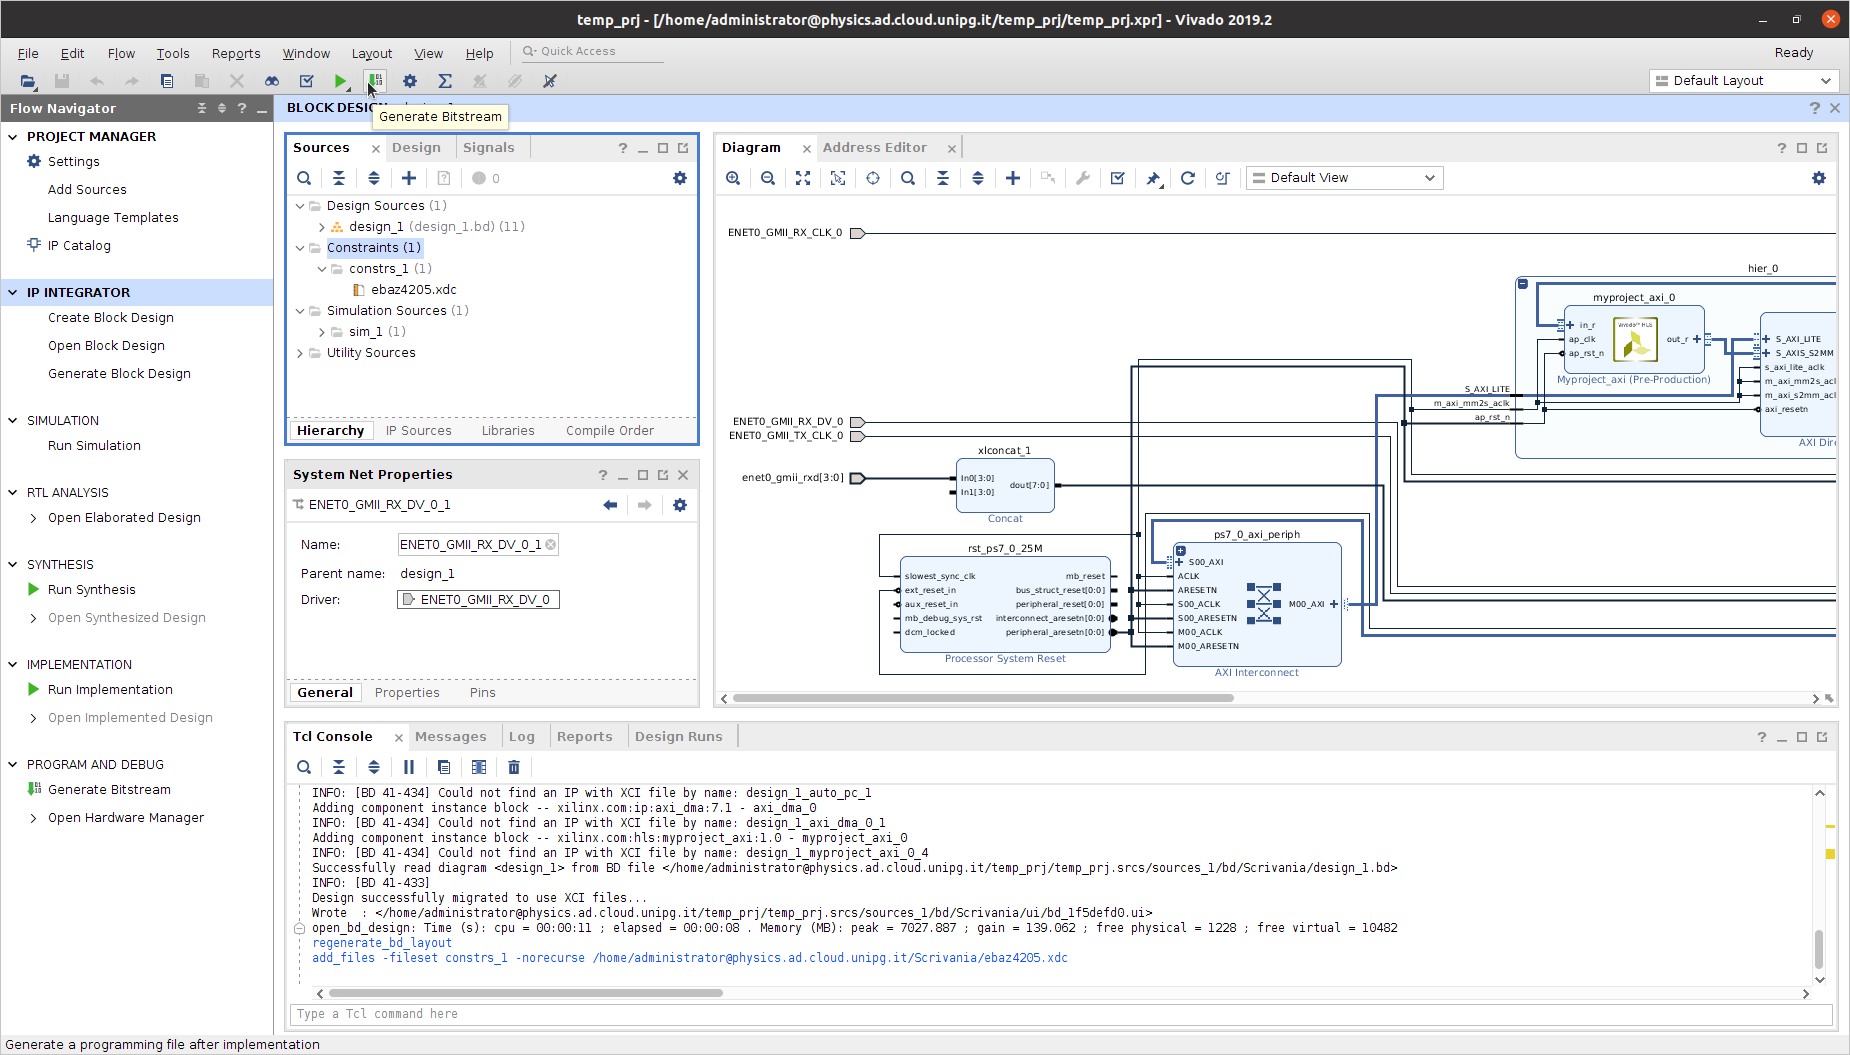 temp_prj - [/home/administrator@physics.ad.cloud.unipg.it/temp_prj/temp_prj.xpr] - Vivado 2019.2
File Edit Flow Tools Reports Window Layout View Help Quick Access Ready
Default Layout
Flow Navigator
PROJECT MANAGER
Settings
Add Sources
Language Templates
IP Catalog
IP INTEGRATOR
Create Block Design
Open Block Design
Generate Block Design
SIMULATION
Run Simulation
RTL ANALYSIS
Open Elaborated Design
SYNTHESIS
Run Synthesis
Open Synthesized Design
IMPLEMENTATION
Run Implementation
Open Implemented Design
PROGRAM AND DEBUG
Generate Bitstream
Open Hardware Manager
BLOCK DESIGN
Generate Bitstream
Sources Design Signals
0
Design Sources (1)
design_1 (design_1.bd) (11)
Constraints (1)
constrs_1 (1)
ebaz4205.xdc
Simulation Sources (1)
sim_1 (1)
Utility Sources
Hierarchy IP Sources Libraries Compile Order
System Net Properties
ENET0_GMII_RX_DV_0_1
Name: ENET0_GMII_RX_DV_0_1
Parent name: design_1
Driver: ENET0_GMII_RX_DV_0
General Properties Pins
Diagram Address Editor
Default View
ENET0_GMII_RX_CLK_0
hier_0
myproject_axi_0
in_r
ap_clk
ap_rst_n
out_r
Vivado™ HLS
Myproject_axi (Pre-Production)
S_AXI_LITE
S_AXIS_S2MM
s_axi_lite_aclk
m_axi_mm2s_acl
m_axi_s2mm_acl
axi_resetn
AXI Dire
S_AXI_LITE
m_axi_mm2s_aclk
ap_rst_n
ENET0_GMII_RX_DV_0
ENET0_GMII_TX_CLK_0
enet0_gmii_rxd[3:0]
xlconcat_1
In0[3:0]
In1[3:0]
dout[7:0]
Concat
rst_ps7_0_25M
slowest_sync_clk
ext_reset_in
aux_reset_in
mb_debug_sys_rst
dcm_locked
mb_reset
bus_struct_reset[0:0]
peripheral_reset[0:0]
interconnect_aresetn[0:0]
peripheral_aresetn[0:0]
Processor System Reset
ps7_0_axi_periph
S00_AXI
ACLK
ARESETN
S00_ACLK
S00_ARESETN
M00_ACLK
M00_ARESETN
M00_AXI
AXI Interconnect
Tcl Console Messages Log Reports Design Runs
INFO: [BD 41-434] Could not find an IP with XCI file by name: design_1_auto_pc_1
Adding component instance block -- xilinx.com:ip:axi_dma:7.1 - axi_dma_0
INFO: [BD 41-434] Could not find an IP with XCI file by name: design_1_axi_dma_0_1
Adding component instance block -- xilinx.com:hls:myproject_axi:1.0 - myproject_axi_0
INFO: [BD 41-434] Could not find an IP with XCI file by name: design_1_myproject_axi_0_4
Successfully read diagram <design_1> from BD file </home/administrator@physics.ad.cloud.unipg.it/temp_prj/temp_prj.srcs/sources_1/bd/Scrivania/design_1.bd>
INFO: [BD 41-433]
Design successfully migrated to use XCI files...
Wrote : </home/administrator@physics.ad.cloud.unipg.it/temp_prj/temp_prj.srcs/sources_1/bd/Scrivania/ui/bd_1f5defd0.ui>
open_bd_design: Time (s): cpu = 00:00:11 ; elapsed = 00:00:08 . Memory (MB): peak = 7027.887 ; gain = 139.062 ; free physical = 1228 ; free virtual = 10482
regenerate_bd_layout
add_files -fileset constrs_1 -norecurse /home/administrator@physics.ad.cloud.unipg.it/Scrivania/ebaz4205.xdc
Type a Tcl command here
Generate a programming file after implementation